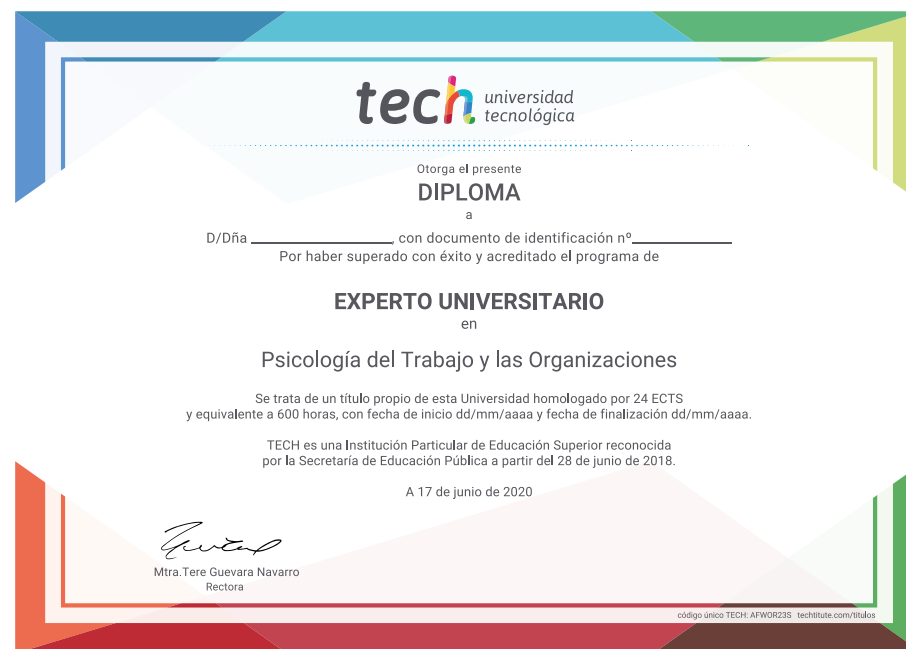 tech universidad
tecnológica
Otorga el presente
DIPLOMA
a
D/Dña ____________________, con documento de identificación nº______________
Por haber superado con éxito y acreditado el programa de
EXPERTO UNIVERSITARIO
en
Psicología del Trabajo y las Organizaciones
Se trata de un título propio de esta Universidad homologado por 24 ECTS
y equivalente a 600 horas, con fecha de inicio dd/mm/aaaa y fecha de finalización dd/mm/aaaa.
TECH es una Institución Particular de Educación Superior reconocida
por la Secretaría de Educación Pública a partir del 28 de junio de 2018.
A 17 de junio de 2020
Mtra.Tere Guevara Navarro
Rectora
código único TECH: AFWOR23S techtitute.com/titulos